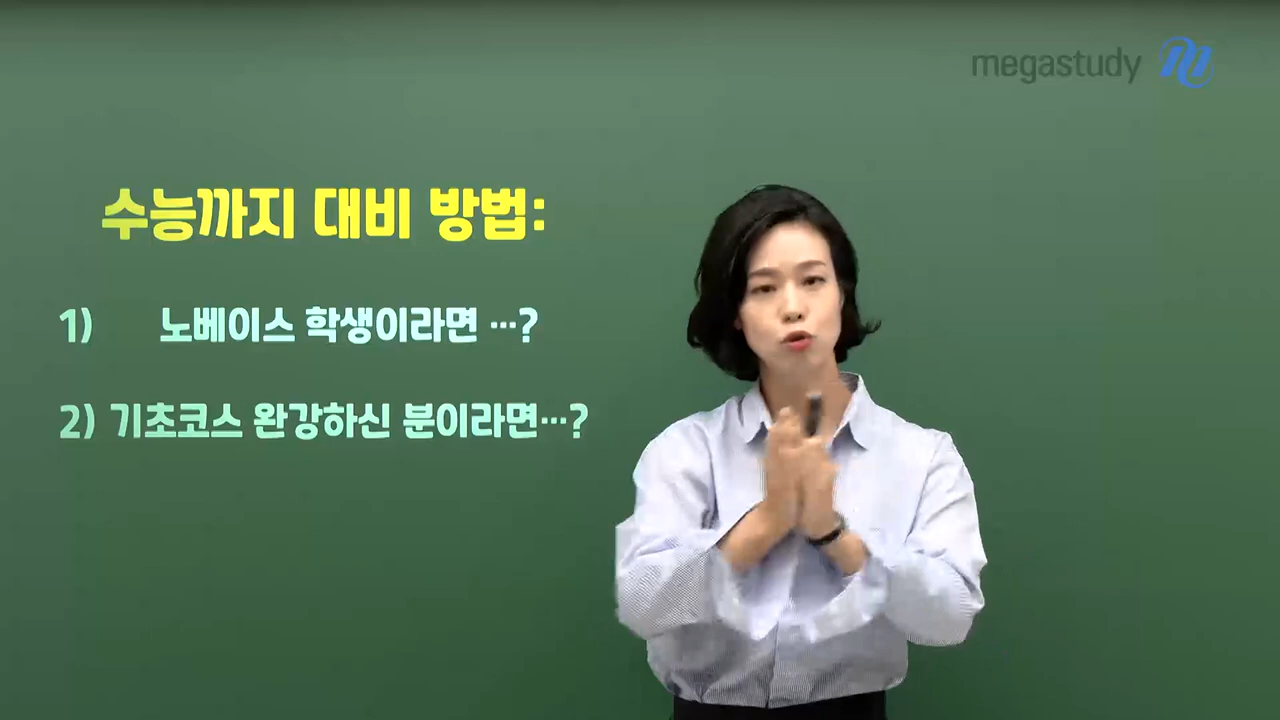 megastudy
수능까지 대비 방법:
1) 노베이스 학생이라면 …?
2) 기초코스 완강하신 분이라면…?